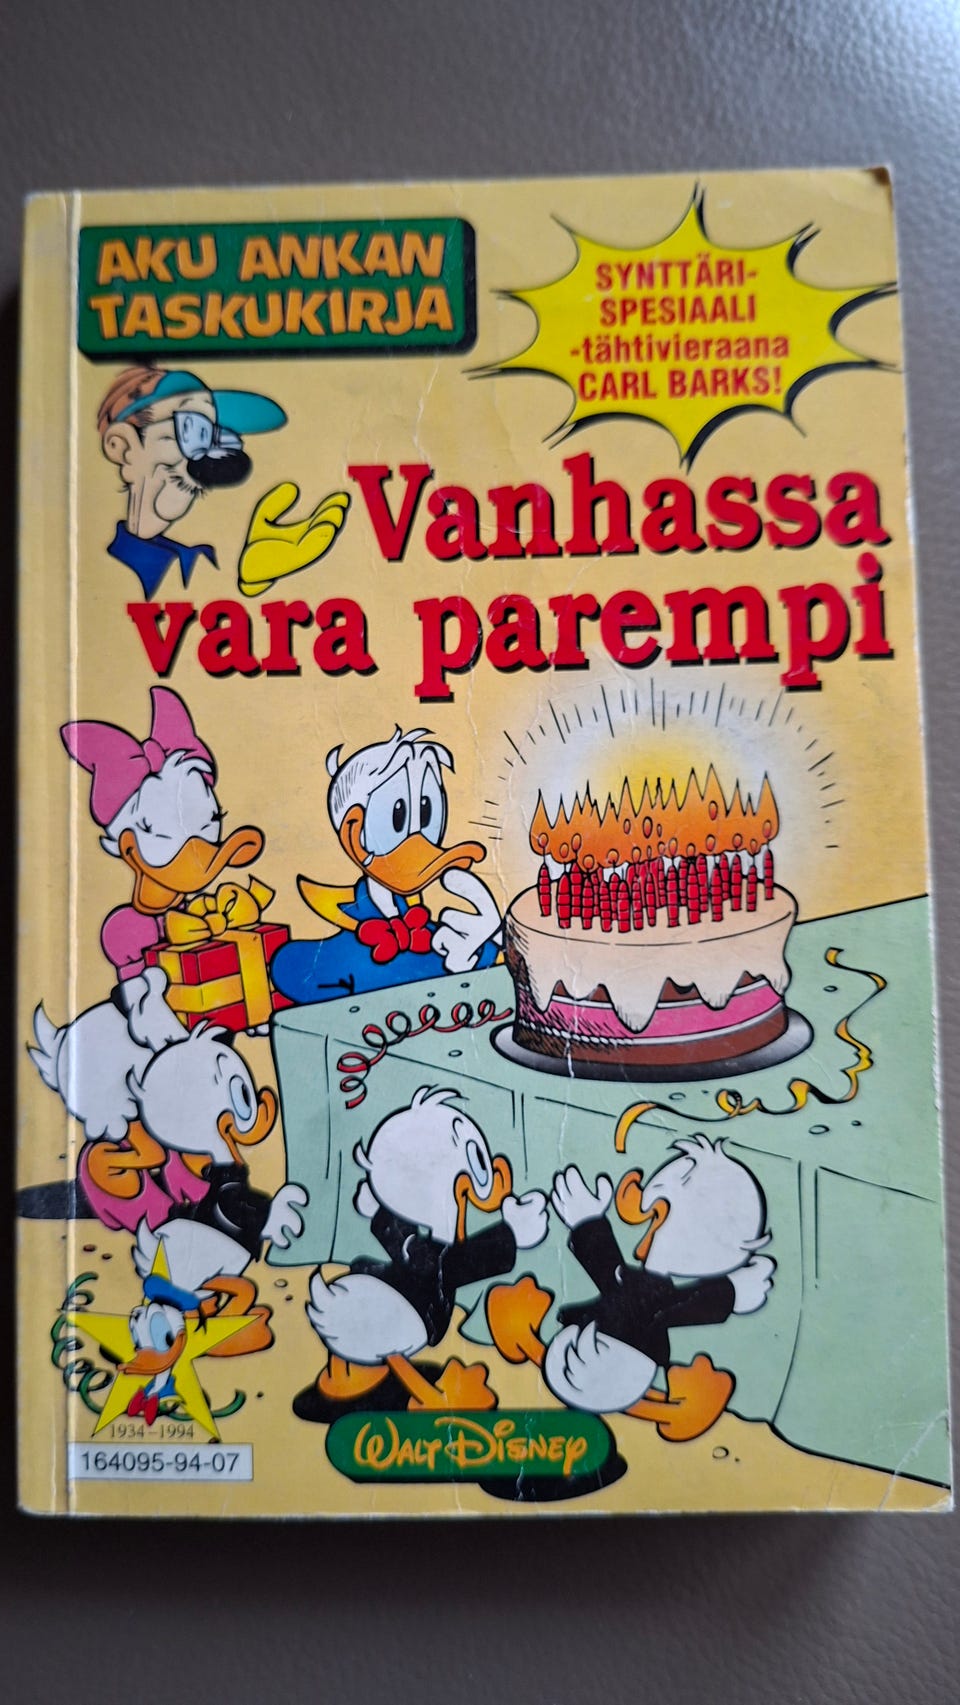 AKU ANKAN
TASKUKIRJA
SYNTTÄRI-
SPESIAALI
-tähtivieraana
CARL BARKS!
Vanhassa
vara parempi
1934-1994
164095-94-07
WALT DISNEY